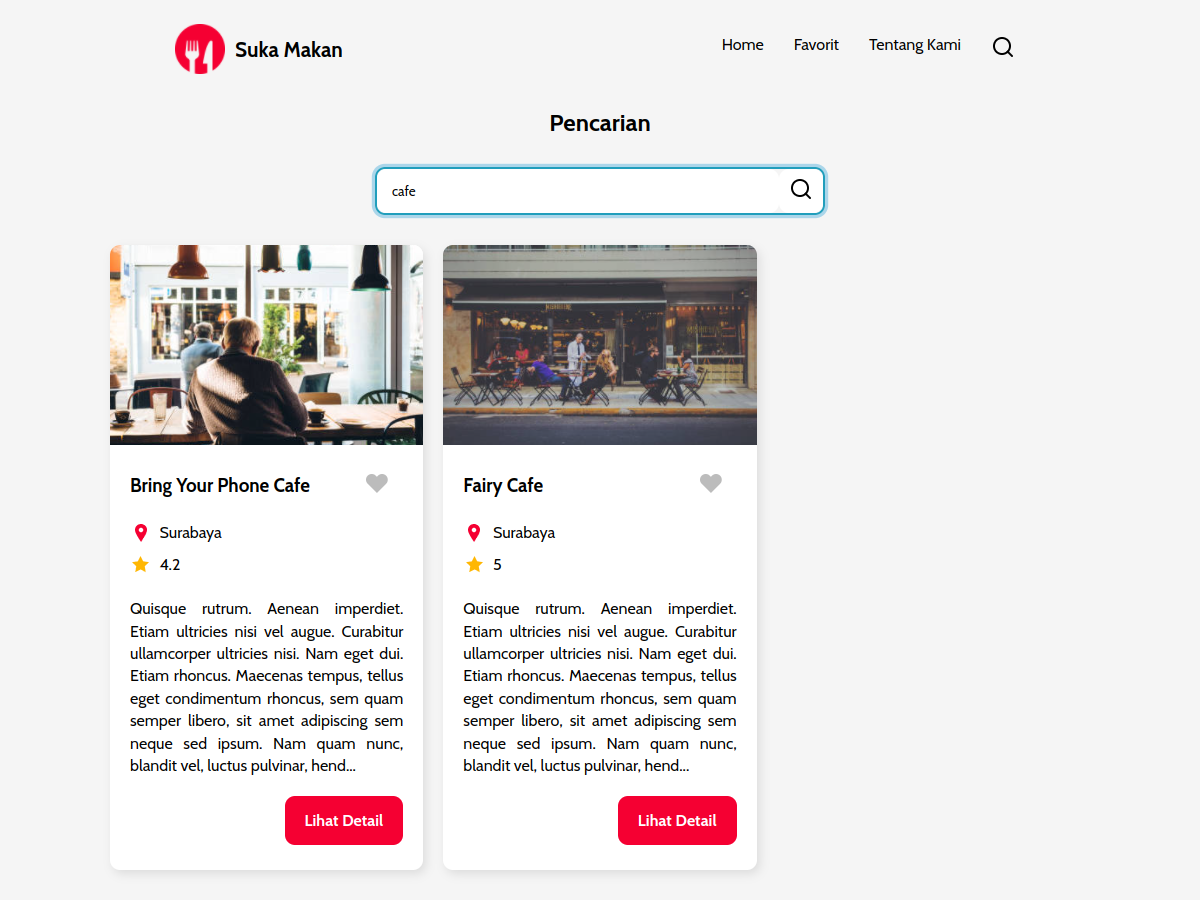 Suka Makan
Home
Favorit
Tentang Kami
Pencarian
cafe
Bring Your Phone Cafe
Surabaya
4.2
Quisque rutrum. Aenean imperdiet.
Etiam ultricies nisi vel augue. Curabitur
ullamcorper ultricies nisi. Nam eget dui.
Etiam rhoncus. Maecenas tempus, tellus
eget condimentum rhoncus, sem quam
semper libero, sit amet adipiscing sem
neque sed ipsum. Nam quam nunc,
blandit vel, luctus pulvinar, hend...
Lihat Detail
Fairy Cafe
Surabaya
5
Quisque rutrum. Aenean imperdiet.
Etiam ultricies nisi vel augue. Curabitur
ullamcorper ultricies nisi. Nam eget dui.
Etiam rhoncus. Maecenas tempus, tellus
eget condimentum rhoncus, sem quam
semper libero, sit amet adipiscing sem
neque sed ipsum. Nam quam nunc,
blandit vel, luctus pulvinar, hend...
Lihat Detail